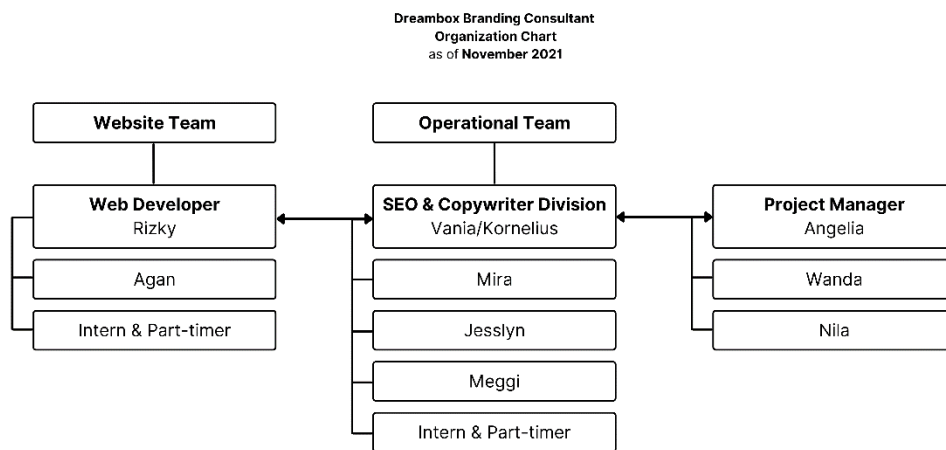 Dreambox Branding Consultant
Organization Chart
as of November 2021
Website Team
Operational Team
Web Developer
Rizky
SEO & Copywriter Division
Vania/Kornelius
Project Manager
Angelia
Agan
Mira
Wanda
Intern & Part-timer
Jesslyn
Nila
Meggi
Intern & Part-timer